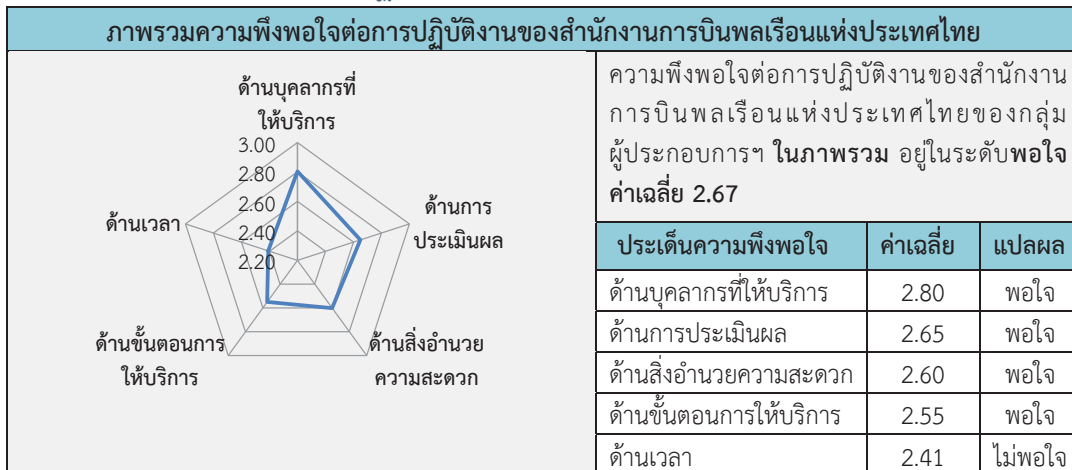 ภาพรวมความพึงพอใจต่อการปฏิบัติงานของสำนักงานการบินพลเรือนแห่งประเทศไทย
ด้านบุคลากรที่
ให้บริการ
3.00
2.80
2.60
2.40
2.20
ด้านการ
ประเมินผล
ด้านเวลา
ด้านขั้นตอนการ
ให้บริการ
ด้านสิ่งอำนวย
ความสะดวก
ความพึงพอใจต่อการปฏิบัติงานของสำนักงาน
การบินพลเรือนแห่งประเทศไทยของกลุ่ม
ผู้ประกอบการฯ ในภาพรวม อยู่ในระดับพอใจ
ค่าเฉลี่ย 2.67
ประเด็นความพึงพอใจ ค่าเฉลี่ย แปลผล
ด้านบุคลากรที่ให้บริการ 2.80 พอใจ
ด้านการประเมินผล 2.65 พอใจ
ด้านสิ่งอำนวยความสะดวก 2.60 พอใจ
ด้านขั้นตอนการให้บริการ 2.55 พอใจ
ด้านเวลา 2.41 ไม่พอใจ